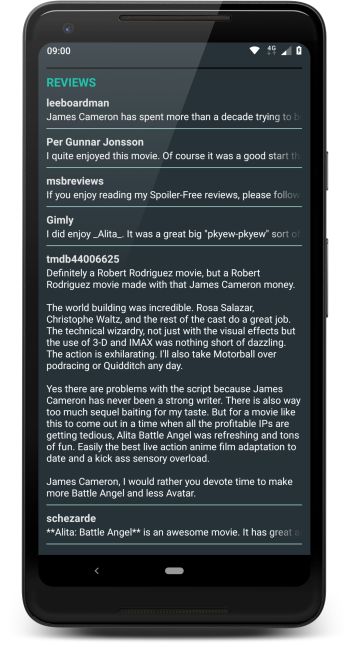 09:00
4G
REVIEWS
leeboardman
James Cameron has spent more than a decade trying to
Per Gunnar Jonsson
I quite enjoyed this movie. Of course it was a good start
msbreviews
If you enjoy reading my Spoiler-Free reviews, please follow
Gimly
I did enjoy _Alita_. It was a great big "pkyew-pkyew" sort of
tmdb44006625
Definitely a Robert Rodriguez movie, but a Robert
Rodriguez movie made with that James Cameron money.
The world building was incredible. Rosa Salazar,
Christophe Waltz, and the rest of the cast do a great job.
The technical wizardry, not just with the visual effects but
the use of 3-D and IMAX was nothing short of dazzling.
The action is exhilarating. I'll also take Motorball over
podracing or Quidditch any day.
Yes there are problems with the script because James
Cameron has never been a strong writer. There is also way
too much sequel baiting for my taste. But for a movie like
this to come out in a time when all the profitable IPs are
getting tedious, Alita Battle Angel was refreshing and tons
of fun. Easily the best live action anime film adaptation to
date and a kick ass sensory overload.
James Cameron, I would rather you devote time to make
more Battle Angel and less Avatar.
schezarde
**Alita: Battle Angel** is an awesome movie. It has great